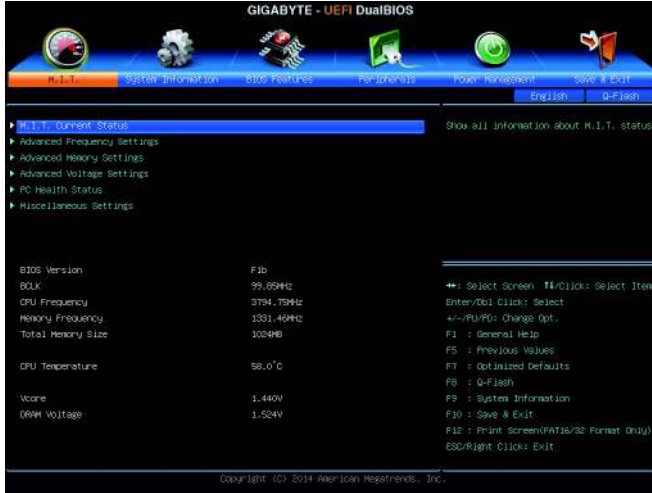 GIGABYTE - UEFI DualBIOS
M.I.T. System Information BIOS Features Peripherals Power Management Save & Exit
English Q-Flash
M.I.T. Current Status
Advanced Frequency Settings
Advanced Memory Settings
Advanced Voltage Settings
PC Health Status
Miscellaneous Settings
Show all information about M.I.T. status
BIOS Version F1b
BCLK 99.85MHz
CPU Frequency 3794.75MHz
Memory Frequency 1331.46MHz
Total Memory Size 1024MB
CPU Temperature 58.0°C
Vcore 1.440V
DRAM Voltage 1.524V
↔: Select Screen ↑↓/Click: Select Item
Enter/Dbl Click: Select
+/-/PU/PD: Change Opt.
F1 : General Help
F5 : Previous Values
F7 : Optimized Defaults
F8 : Q-Flash
F9 : System Information
F10 : Save & Exit
F12 : Print Screen(FAT16/32 Format Only)
ESC/Right Click: Exit
Copyright (C) 2014 American Megatrends, Inc.